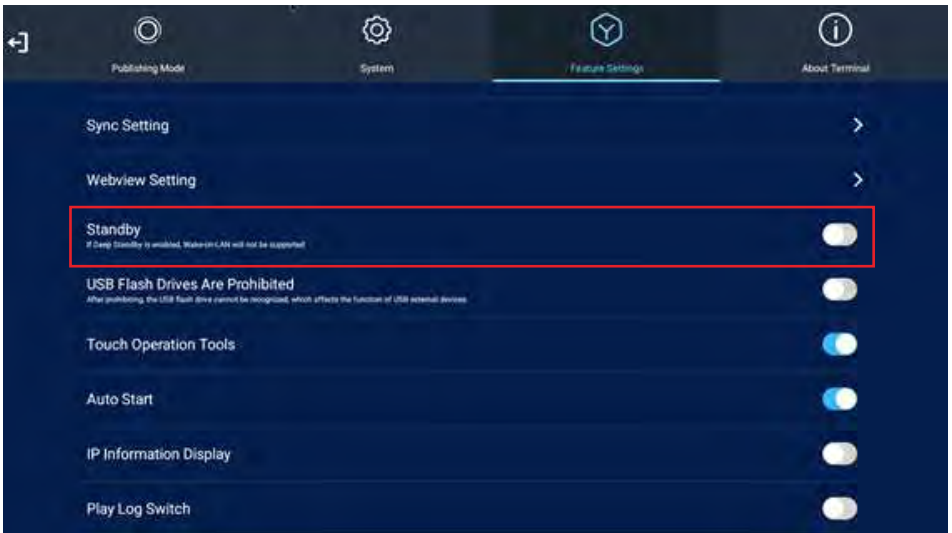 Publishing Mode
System
Feature Settings
About Terminal
Sync Setting
Webview Setting
Standby
If Deep Standby is enabled, Wake-on-LAN will not be supported
USB Flash Drives Are Prohibited
After prohibiting, the USB flash drive cannot be recognized, which affects the function of USB external devices.
Touch Operation Tools
Auto Start
IP Information Display
Play Log Switch